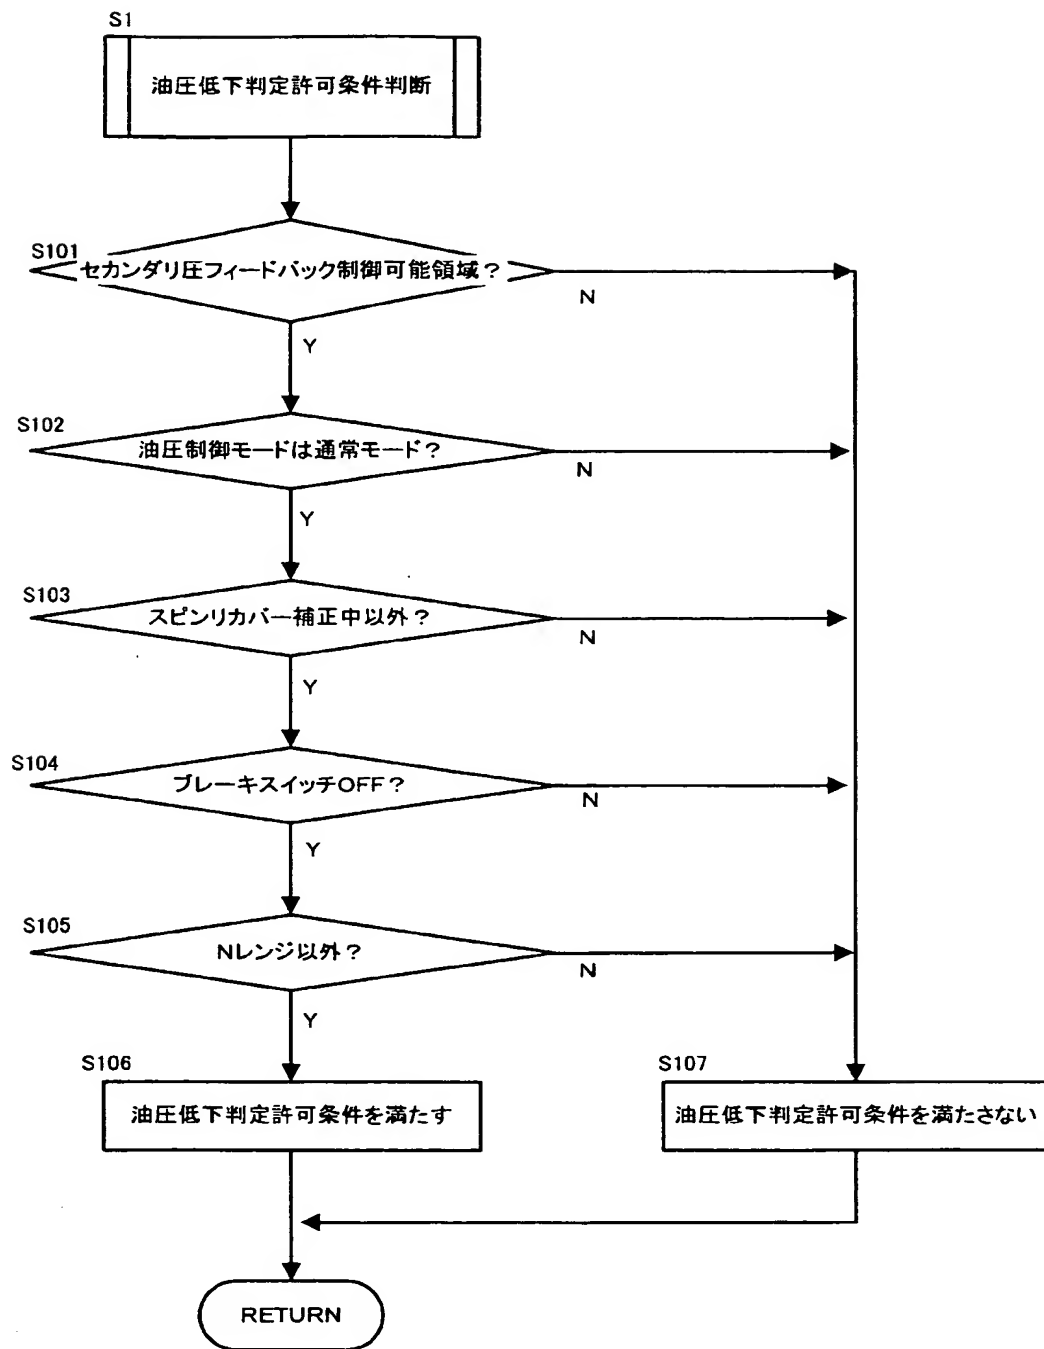 S1
油圧低下判定許可条件判断
S101
セカンダリ圧フィードバック制御可能領域？
N
Y
S102
油圧制御モードは通常モード？
N
Y
S103
スピンリカバー補正中以外？
N
Y
S104
ブレーキスイッチOFF？
N
Y
S105
Nレンジ以外？
N
Y
S106
油圧低下判定許可条件を満たす
S107
油圧低下判定許可条件を満たさない
RETURN